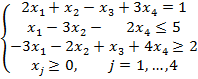 2x₁ + x₂ − x₃ + 3x₄ = 1
x₁ − 3x₂ − 2x₄ ≤ 5
−3x₁ − 2x₂ + x₃ + 4x₄ ≥ 2
xⱼ ≥ 0, j = 1, …,4